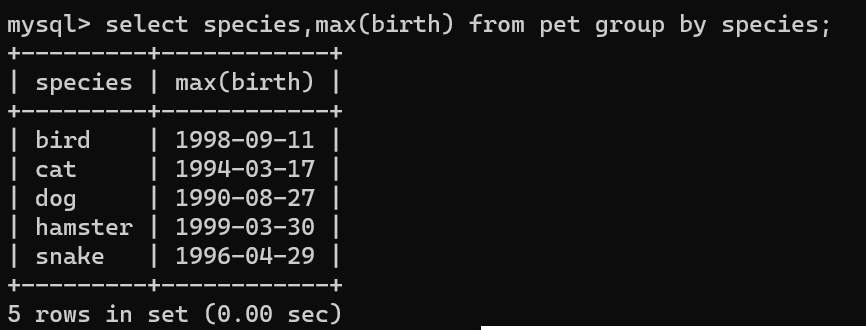 mysql> select species,max(birth) from pet group by species;
+---------+------------+
| species | max(birth) |
+---------+------------+
| bird    | 1998-09-11 |
| cat     | 1994-03-17 |
| dog     | 1990-08-27 |
| hamster | 1999-03-30 |
| snake   | 1996-04-29 |
+---------+------------+
5 rows in set (0.00 sec)